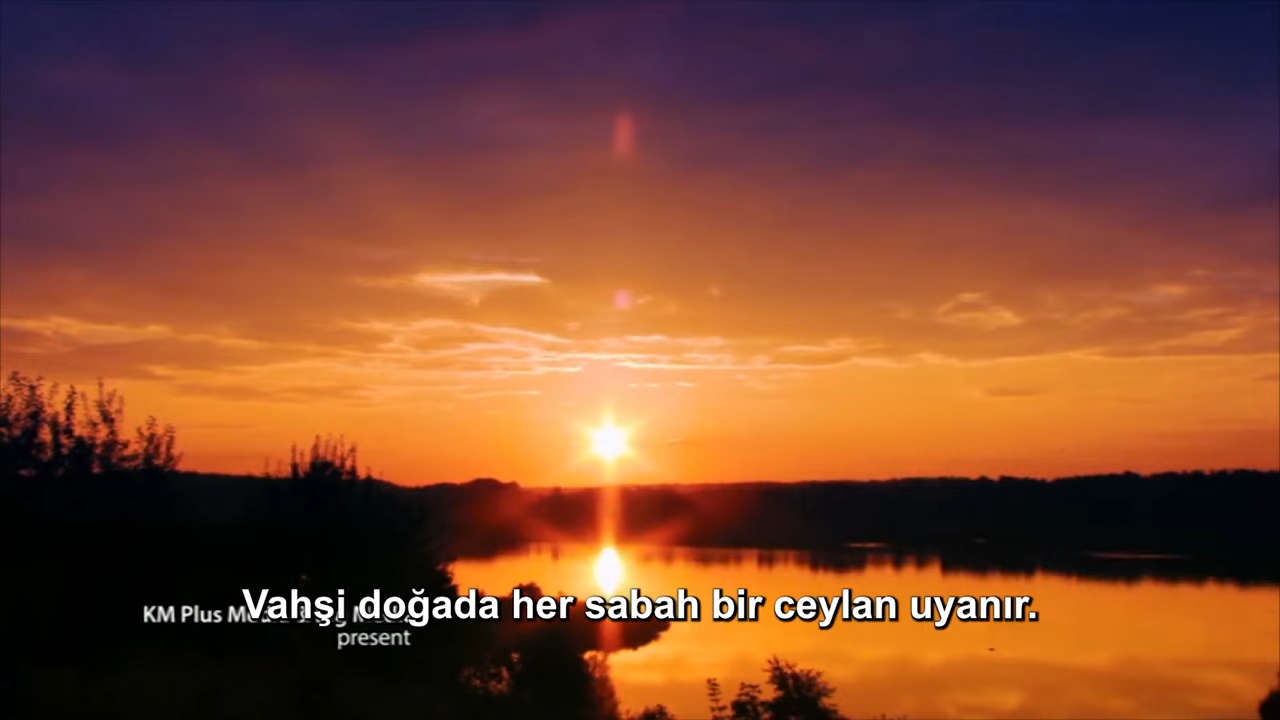 Vahşi doğada her sabah bir ceylan uyanır.
KM Plus
present